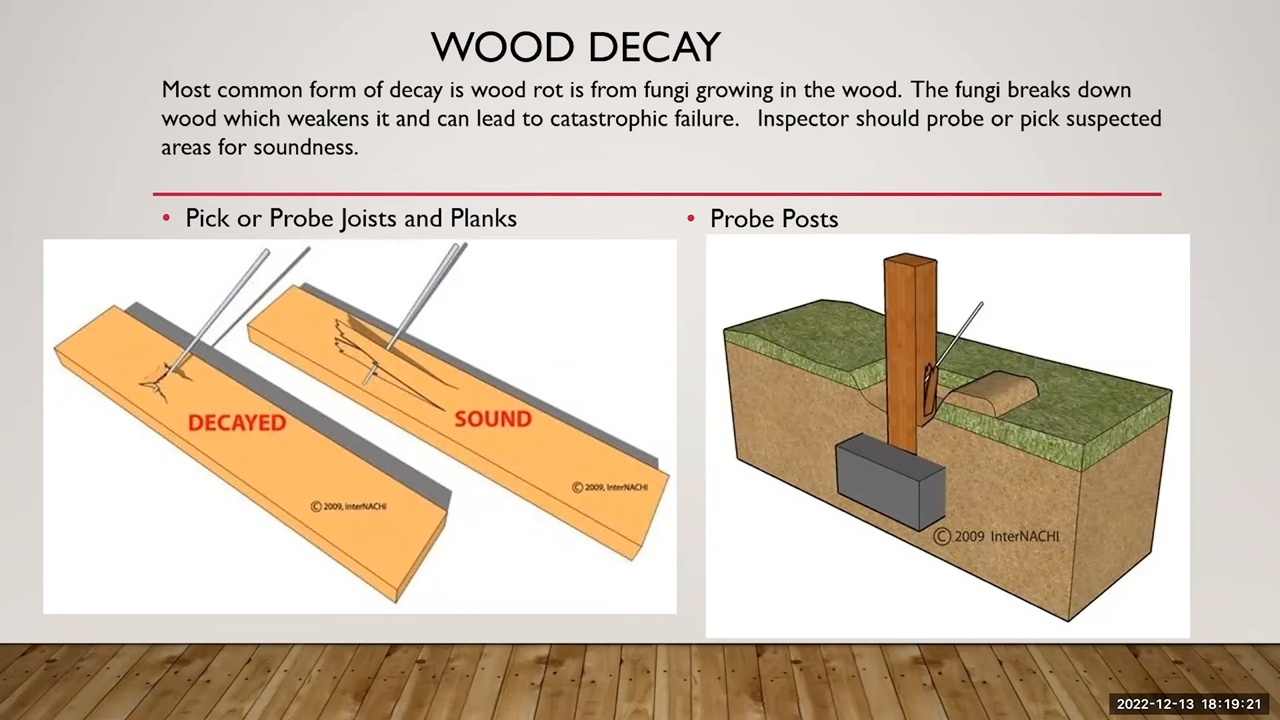 WOOD DECAY
Most common form of decay is wood rot is from fungi growing in the wood. The fungi breaks down
wood which weakens it and can lead to catastrophic failure. Inspector should probe or pick suspected
areas for soundness.
• Pick or Probe Joists and Planks
• Probe Posts
DECAYED
SOUND
© 2009, InterNACHI
© 2009, InterNACHI
© 2009 InterNACHI
2022-12-13 18:19:21